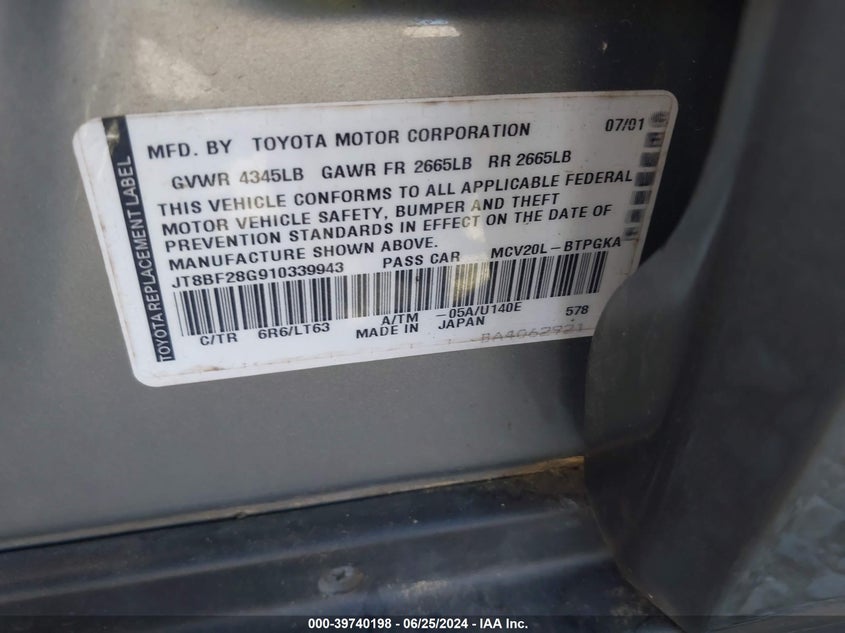 TOYOTA REPLACEMENT LABEL
MFD. BY TOYOTA MOTOR CORPORATION 07/01
GVWR 4345LB GAWR FR 2665LB RR 2665LB
THIS VEHICLE CONFORMS TO ALL APPLICABLE FEDERAL
MOTOR VEHICLE SAFETY, BUMPER AND THEFT
PREVENTION STANDARDS IN EFFECT ON THE DATE OF
MANUFACTURE SHOWN ABOVE.
JT8BF28G910339943 PASS CAR MCV20L-BTPGKA
C/TR 6R6/LT63 A/TM -05A/U140E 578
MADE IN JAPAN
BA4062921
000-39740198 - 06/25/2024 - IAA, Inc.